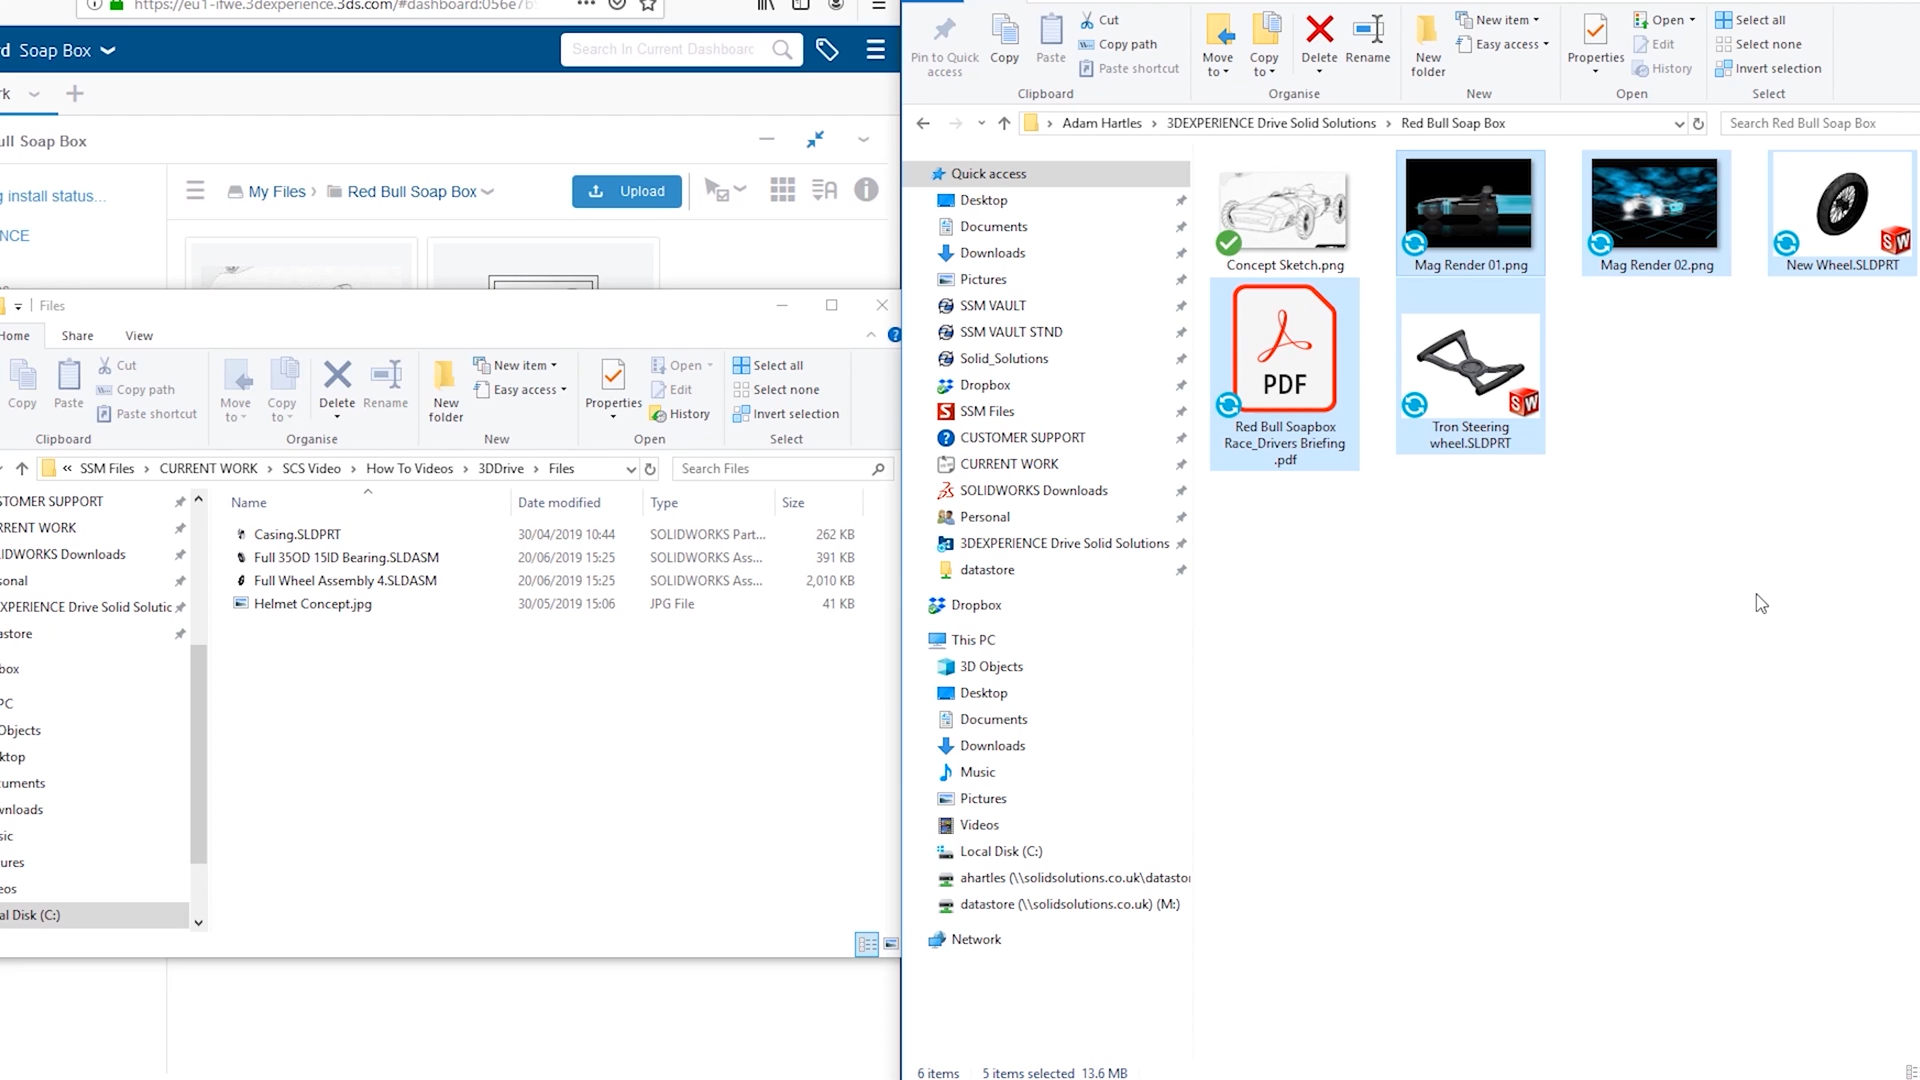 https://eu1-ifwe.3dexperience.3ds.com/#dashboard:056e7b
d Soap Box
Search In Current Dashboard
k
ull Soap Box
g install status...
NCE
My Files
Red Bull Soap Box
Upload
Files
Home
Share
View
Copy
Paste
Cut
Copy path
Paste shortcut
Clipboard
Move to
Copy to
Delete
Rename
Organise
New folder
New item
Easy access
New
Properties
Open
Edit
History
Open
Select all
Select none
Invert selection
Select
« SSM Files > CURRENT WORK > SCS Video > How To Videos > 3DDrive > Files
Search Files
STOMER SUPPORT
RRENT WORK
LIDWORKS Downloads
sonal
XPERIENCE Drive Solid Solutic
astore
box
PC
Objects
ktop
cuments
wnloads
sic
tures
eos
al Disk (C:)
Name
Date modified
Type
Size
Casing.SLDPRT 30/04/2019 10:44 SOLIDWORKS Part... 262 KB
Full 35OD 15ID Bearing.SLDASM 20/06/2019 15:25 SOLIDWORKS Ass... 391 KB
Full Wheel Assembly 4.SLDASM 20/06/2019 15:25 SOLIDWORKS Ass... 2,010 KB
Helmet Concept.jpg 30/05/2019 15:06 JPG File 41 KB
Pin to Quick access
Copy
Paste
Cut
Copy path
Paste shortcut
Clipboard
Move to
Copy to
Delete
Rename
Organise
New folder
New item
Easy access
New
Properties
Open
Edit
History
Open
Select all
Select none
Invert selection
Select
Adam Hartles > 3DEXPERIENCE Drive Solid Solutions > Red Bull Soap Box
Search Red Bull Soap Box
Quick access
Desktop
Documents
Downloads
Pictures
SSM VAULT
SSM VAULT STND
Solid_Solutions
Dropbox
SSM Files
CUSTOMER SUPPORT
CURRENT WORK
SOLIDWORKS Downloads
Personal
3DEXPERIENCE Drive Solid Solutions
datastore
Dropbox
This PC
3D Objects
Desktop
Documents
Downloads
Music
Pictures
Videos
Local Disk (C:)
ahartles (\\solidsolutions.co.uk\datastor
datastore (\\solidsolutions.co.uk) (M:)
Network
Concept Sketch.png
Mag Render 01.png
Mag Render 02.png
SW
New Wheel.SLDPRT
PDF
Red Bull Soapbox
Race_Drivers Briefing
.pdf
SW
Tron Steering
wheel.SLDPRT
6 items
5 items selected 13.6 MB